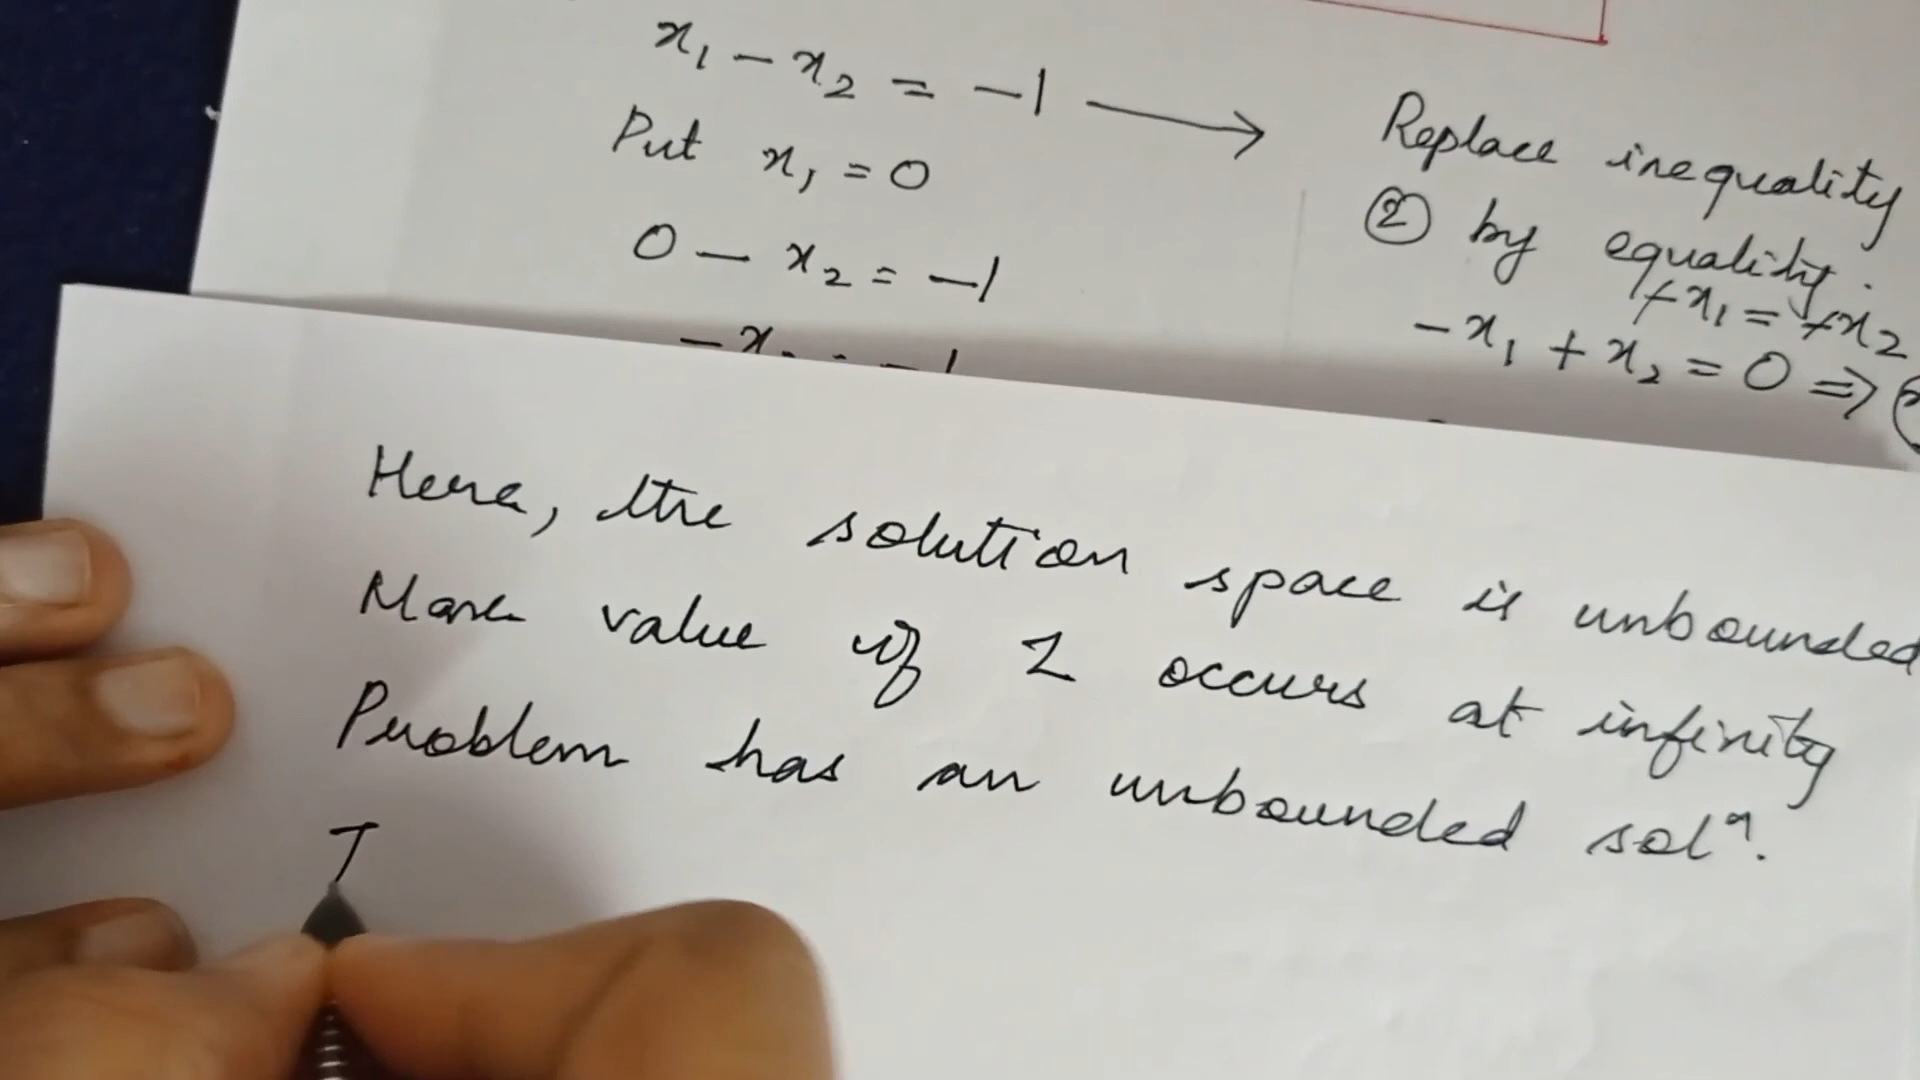 x₁ - x₂ = -1 →
Put x₁ = 0
0 - x₂ = -1
Replace inequality
② by equality.
+x₁ = +x₂
-x₁ + x₂ = 0 ⇒
Here, the solution space is unbounded
Max value of Z occurs at infinity
Problem has an unbounded solⁿ.
T